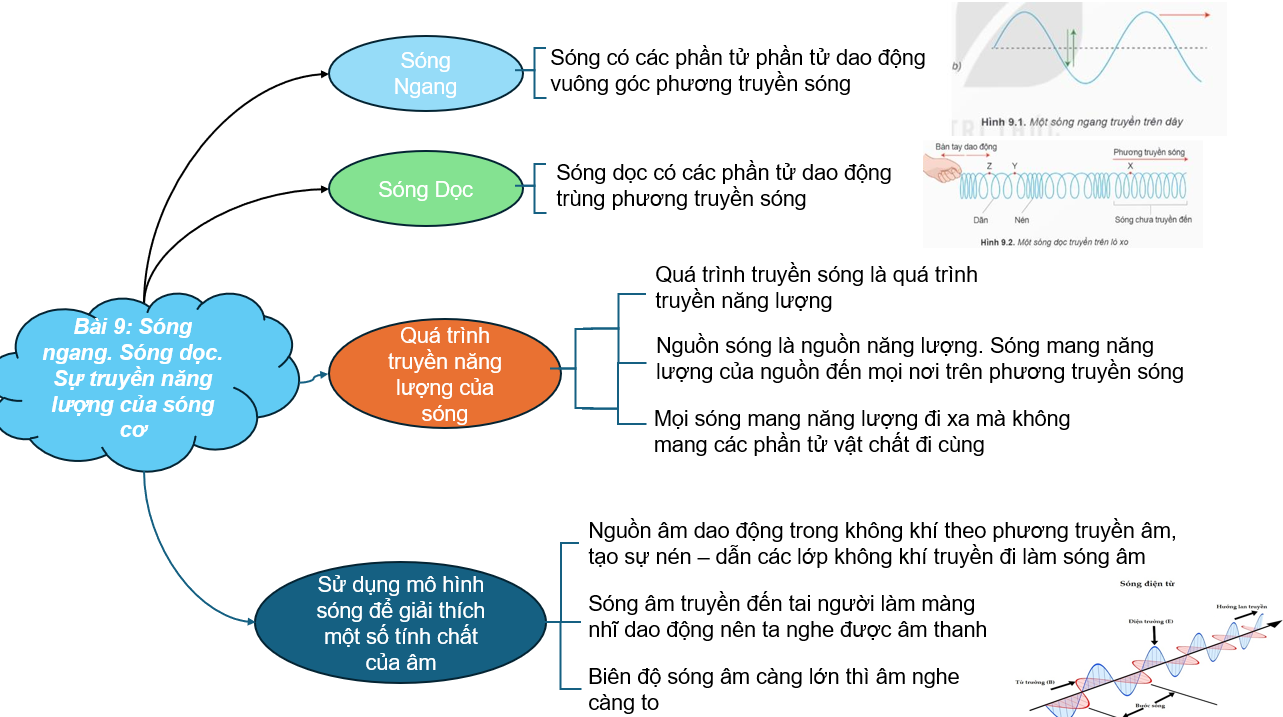 Sóng
Ngang
Sóng có các phần tử phần tử dao động
vuông góc phương truyền sóng
b)
Hình 9.1. Một sóng ngang truyền trên dây
Sóng Dọc
Sóng dọc có các phần tử dao động
trùng phương truyền sóng
Bàn tay dao động
Phương truyền sóng
Z
Y
X
Dãn
Nén
Sóng chưa truyền đến
Hình 9.2. Một sóng dọc truyền trên lò xo
Bài 9: Sóng
ngang. Sóng dọc.
Sự truyền năng
lượng của sóng
cơ
Quá trình
truyền năng
lượng của
sóng
Quá trình truyền sóng là quá trình
truyền năng lượng
Nguồn sóng là nguồn năng lượng. Sóng mang năng
lượng của nguồn đến mọi nơi trên phương truyền sóng
Mọi sóng mang năng lượng đi xa mà không
mang các phần tử vật chất đi cùng
Sử dụng mô hình
sóng để giải thích
một số tính chất
của âm
Nguồn âm dao động trong không khí theo phương truyền âm,
tạo sự nén – dẫn các lớp không khí truyền đi làm sóng âm
Sóng âm truyền đến tai người làm màng
nhĩ dao động nên ta nghe được âm thanh
Biên độ sóng âm càng lớn thì âm nghe
càng to
Sóng điện từ
Hướng lan truyền
Điện trường (E)
Từ trường (B)
Bước sóng